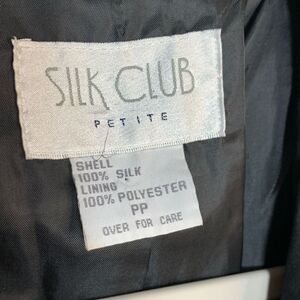 SILK CLUB
PETITE
SHELL
100% SILK
LINING
100% POLYESTER
PP
OVER FOR CARE